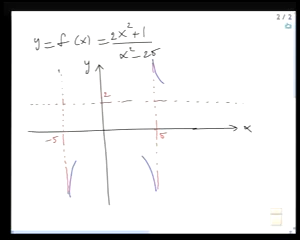 2/2
y = f(x) = 2x²+1 / x²-25
y
2
-5
5
x